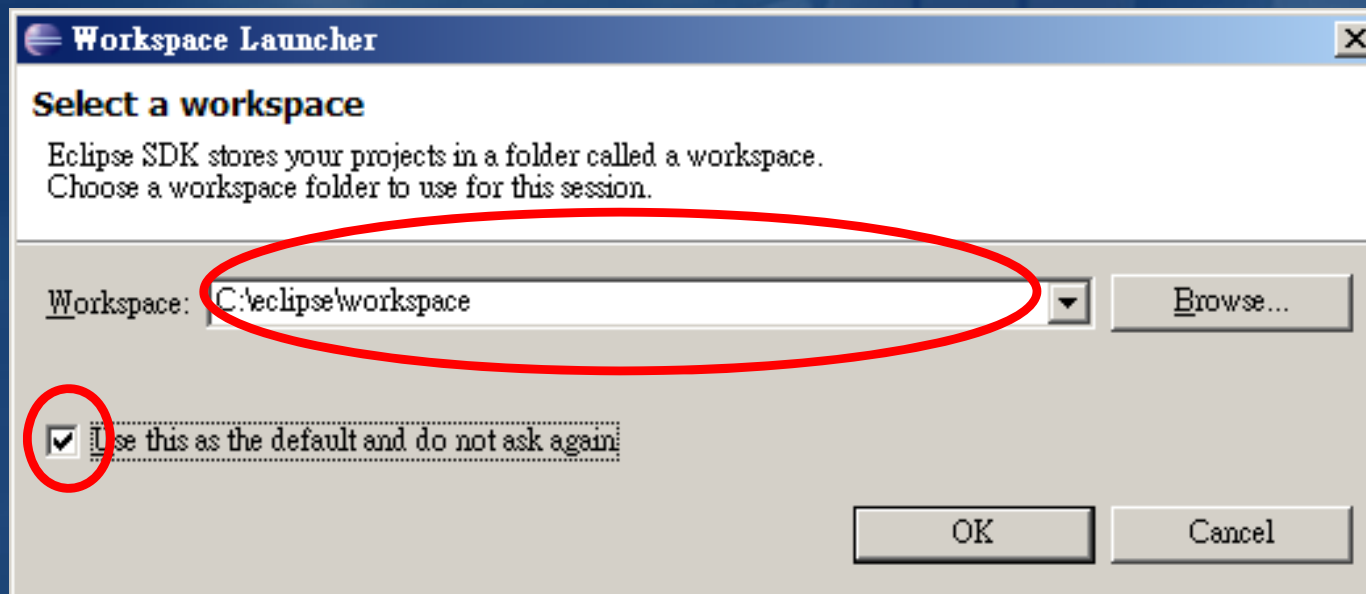 Workspace Launcher
Select a workspace
Eclipse SDK stores your projects in a folder called a workspace.
Choose a workspace folder to use for this session.
Workspace: C:\eclipse\workspace Browse...
Use this as the default and do not ask again
OK Cancel